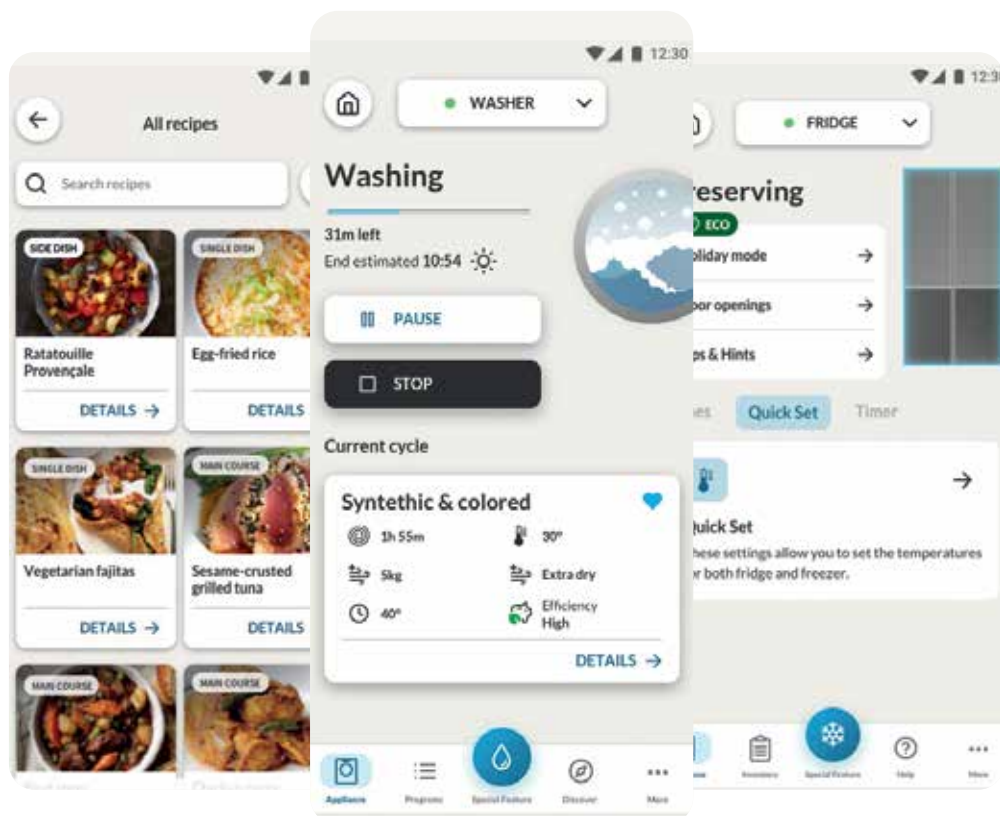 All recipes
Search recipes
SIDE DISH
SINGLE DISH
Ratatouille
Provençale
Egg-fried rice
DETAILS
DETAILS
SINGLE DISH
MAIN COURSE
Vegetarian fajitas
Sesame-crusted
grilled tuna
DETAILS
DETAILS
MAIN COURSE
MAIN COURSE
12:30
WASHER
Washing
31m left
End estimated 10:54
PAUSE
STOP
Current cycle
Syntethic & colored
1h 55m
30°
5kg
Extra dry
40°
Efficiency
High
DETAILS
Appliance
Programs
Special Feature
Discover
More
12:30
FRIDGE
reserving
ECO
oliday mode
oor openings
ps & Hints
es
Quick Set
Timer
Quick Set
hese settings allow you to set the temperatures
r both fridge and freezer.
Inventory
Special Feature
Help
More